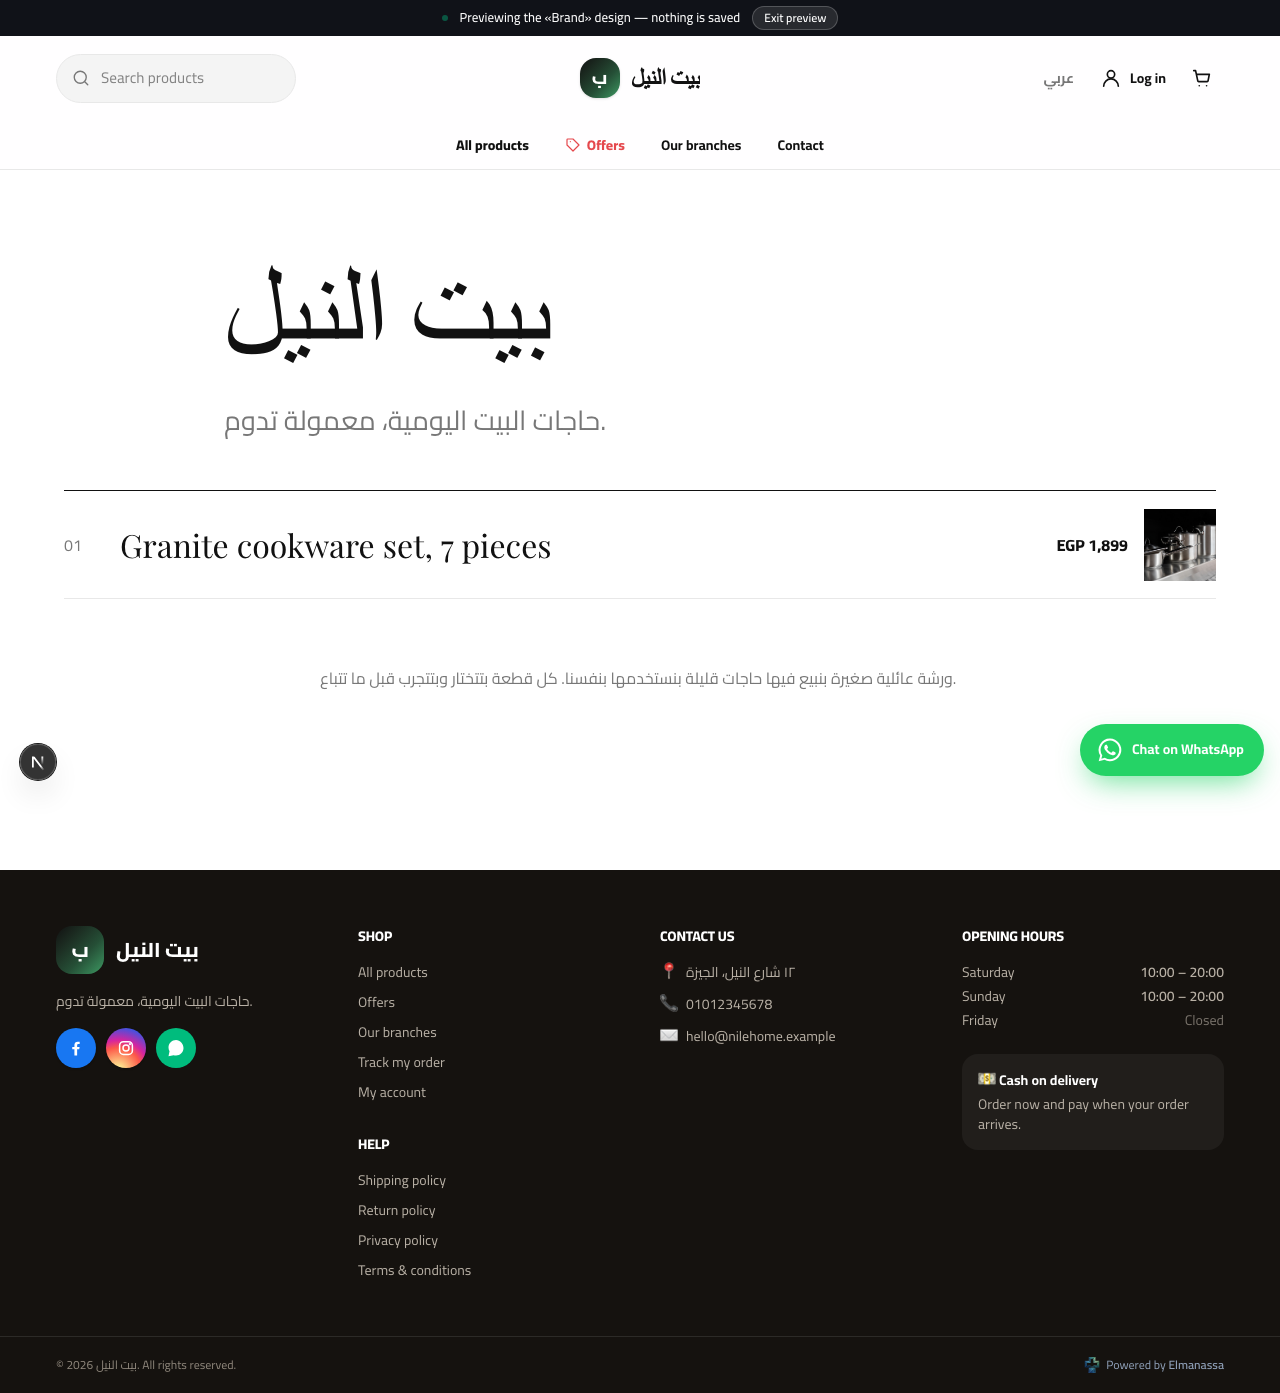 Previewing the «Brand» design — nothing is saved
Exit preview
Search products
ب
بيت النيل
عربي
Log in
All products
Offers
Our branches
Contact
بيت النيل
حاجات البيت اليومية، معمولة تدوم.
01
Granite cookware set, 7 pieces
EGP 1,899
ورشة عائلية صغيرة بنبيع فيها حاجات قليلة بنستخدمها بنفسنا. كل قطعة بتتختار وبتتجرب قبل ما تتباع.
N
Chat on WhatsApp
ب
بيت النيل
حاجات البيت اليومية، معمولة تدوم.
SHOP
All products
Offers
Our branches
Track my order
My account
HELP
Shipping policy
Return policy
Privacy policy
Terms & conditions
CONTACT US
١٢ شارع النيل، الجيزة
01012345678
hello@nilehome.example
OPENING HOURS
Saturday 10:00 – 20:00
Sunday 10:00 – 20:00
Friday Closed
Cash on delivery
Order now and pay when your order
arrives.
© 2026 بيت النيل. All rights reserved.
Powered by Elmanassa